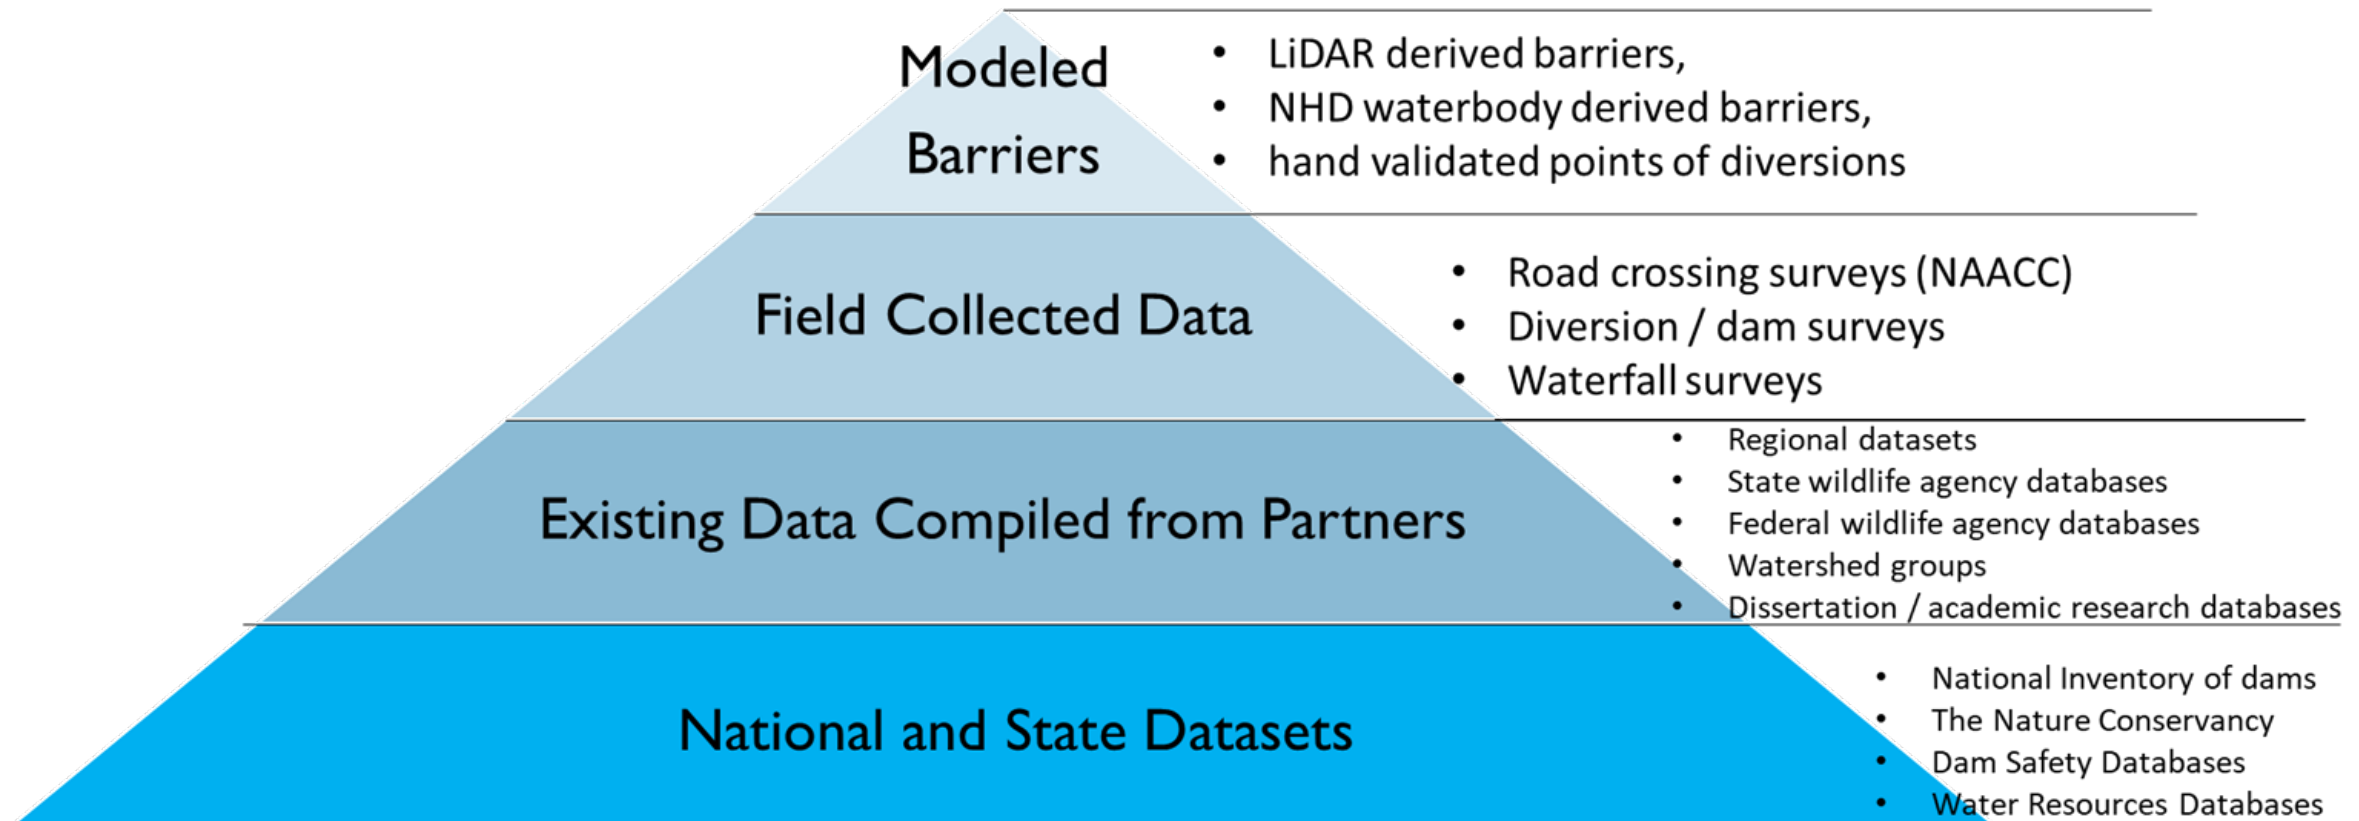 Modeled
Barriers
• LiDAR derived barriers,
• NHD waterbody derived barriers,
• hand validated points of diversions
Field Collected Data
• Road crossing surveys (NAACC)
• Diversion / dam surveys
• Waterfall surveys
Existing Data Compiled from Partners
• Regional datasets
• State wildlife agency databases
• Federal wildlife agency databases
• Watershed groups
• Dissertation / academic research databases
National and State Datasets
• National Inventory of dams
• The Nature Conservancy
• Dam Safety Databases
• Water Resources Databases